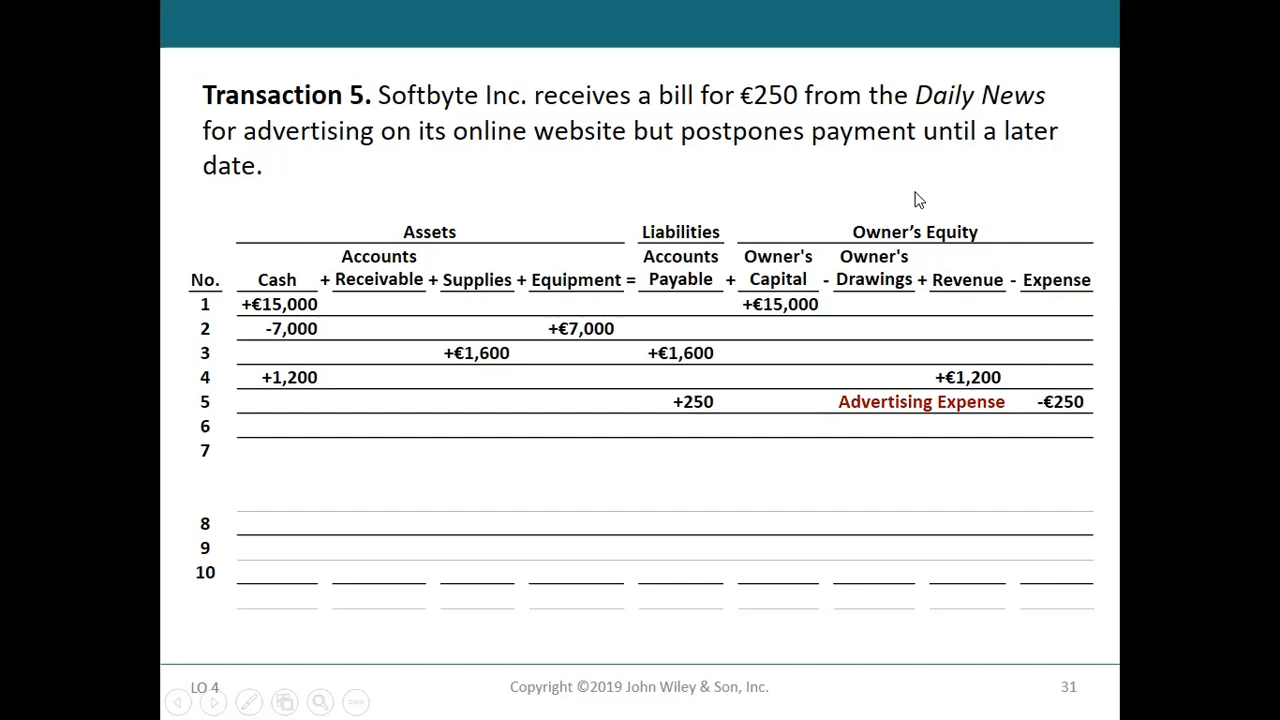 Transaction 5. Softbyte Inc. receives a bill for €250 from the Daily News
for advertising on its online website but postpones payment until a later
date.
Assets Liabilities Owner’s Equity
Accounts Accounts Owner's Owner's
No. Cash + Receivable + Supplies + Equipment = Payable + Capital - Drawings + Revenue - Expense
1 +€15,000 +€15,000
2 -7,000 +€7,000
3 +€1,600 +€1,600
4 +1,200 +€1,200
5 +250 Advertising Expense -€250
6
7
8
9
10
LO 4 Copyright ©2019 John Wiley & Son, Inc. 31